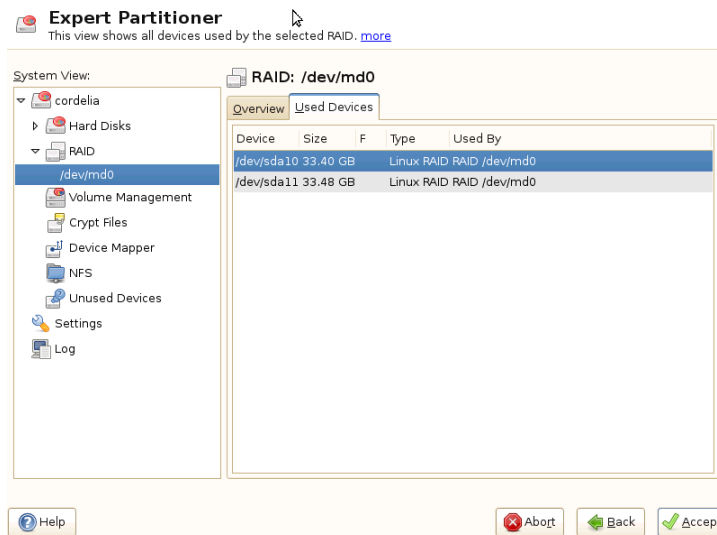 Expert Partitioner
This view shows all devices used by the selected RAID. more
System View:
cordelia
Hard Disks
RAID
/dev/md0
Volume Management
Crypt Files
Device Mapper
NFS
Unused Devices
Settings
Log
RAID: /dev/md0
Overview Used Devices
Device Size F Type Used By
/dev/sda10 33.40 GB Linux RAID RAID /dev/md0
/dev/sda11 33.48 GB Linux RAID RAID /dev/md0
Help Abort Back Accep